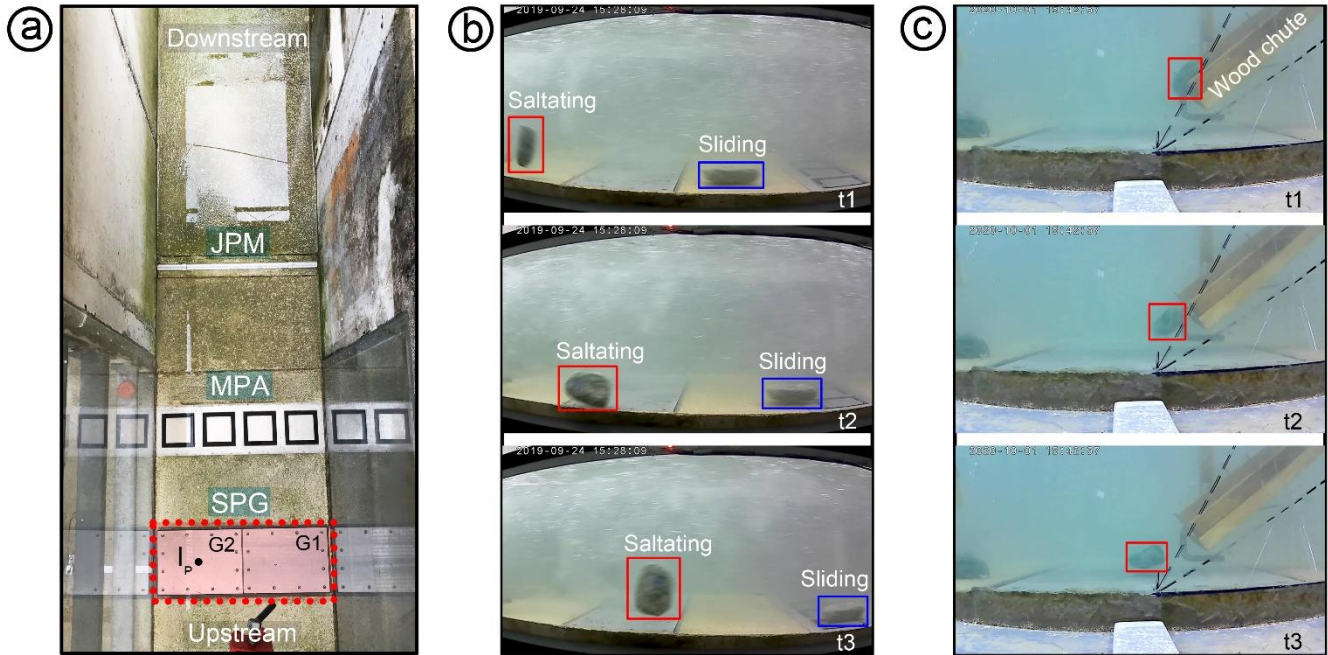 a
Downstream
JPM
MPA
SPG
G2
G1
I_P
Upstream
b
2019-09-24 15:28:09
Saltating
Sliding
t1
2019-09-24 15:28:09
Saltating
Sliding
t2
2019-09-24 15:28:09
Saltating
Sliding
t3
c
Wood chute
t1
t2
t3